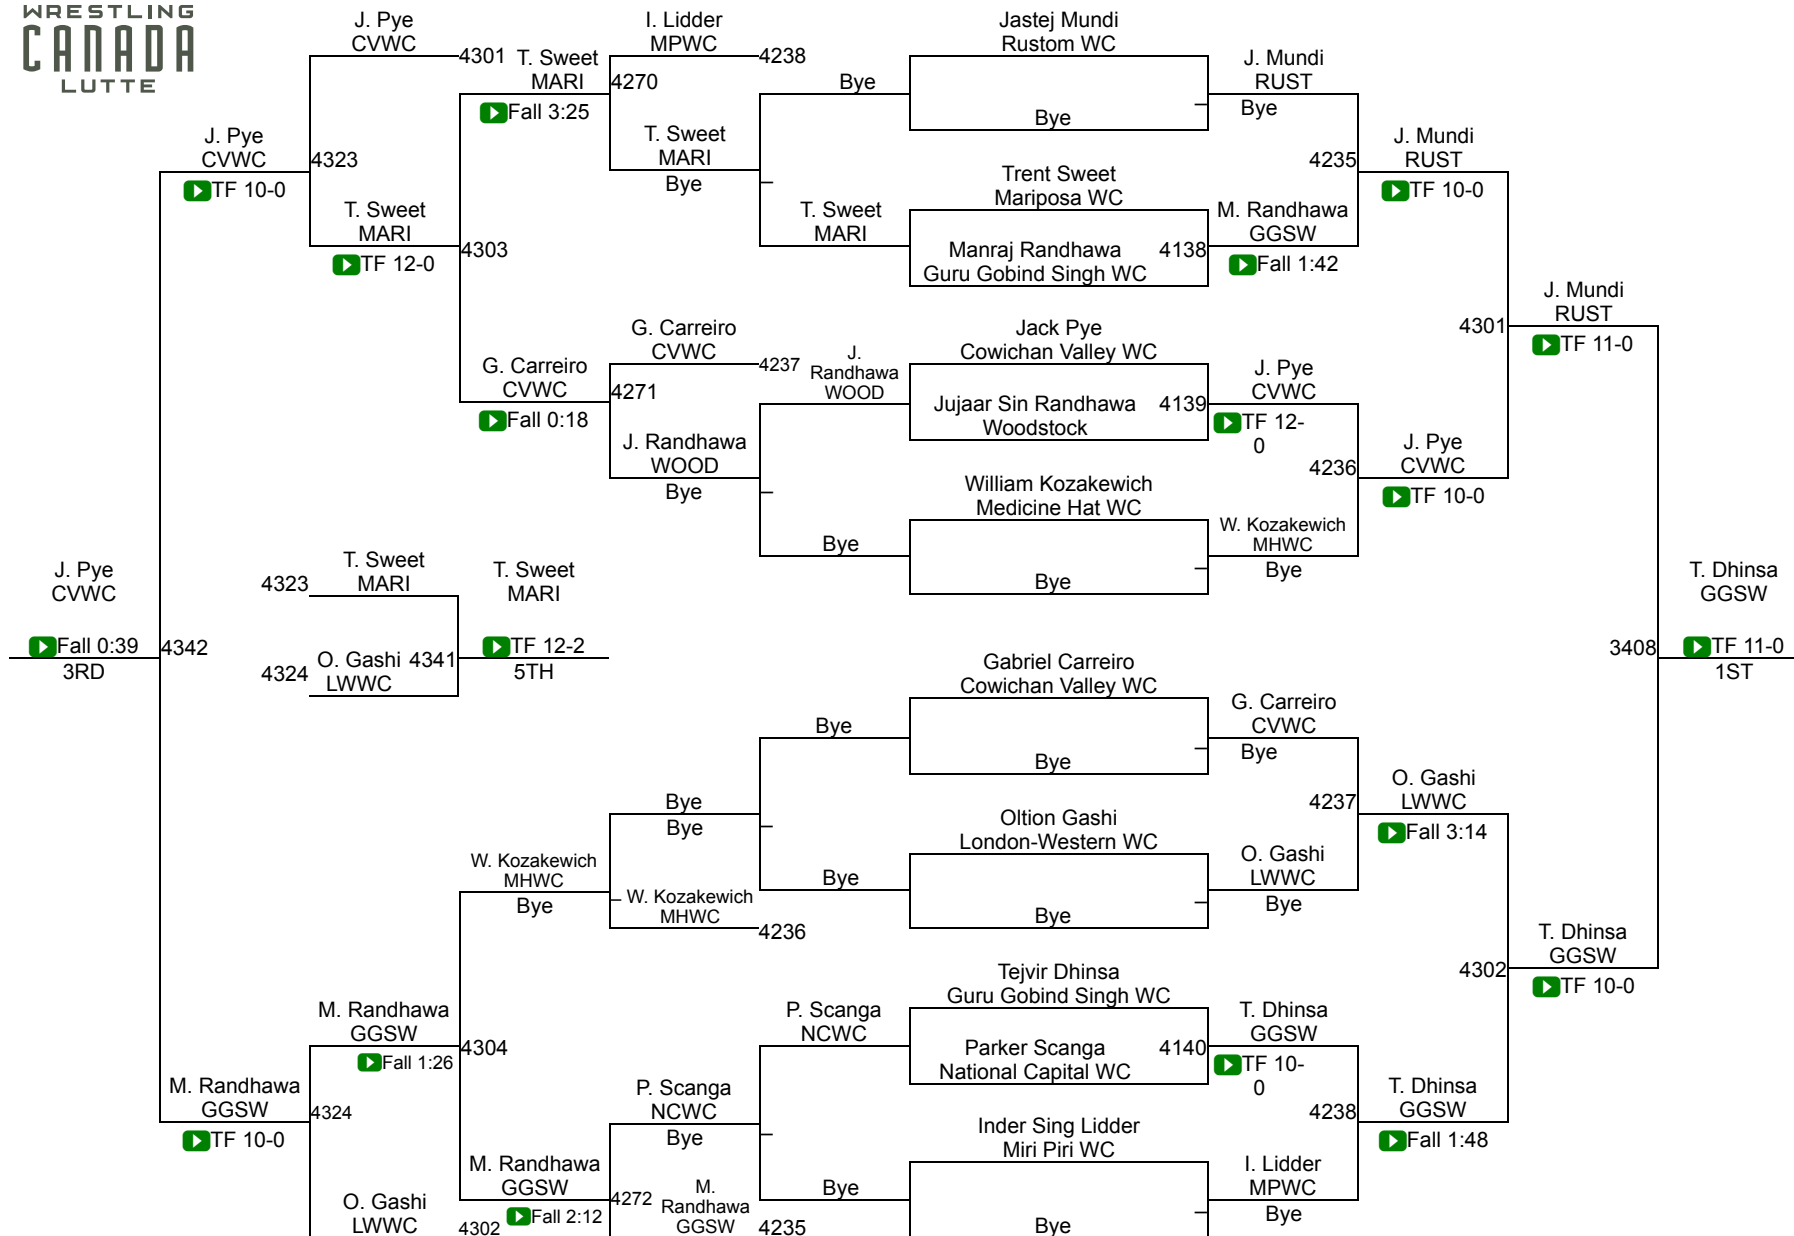 WRESTLING
CANADA
LUTTE
J. Pye
CVWC
4301
T. Sweet
MARI
Fall 3:25
I. Lidder
MPWC
4238
4270
Bye
Jastej Mundi
Rustom WC
Bye
J. Mundi
RUST
Bye
J. Pye
CVWC
TF 10-0
4323
T. Sweet
MARI
Bye
4235
J. Mundi
RUST
TF 10-0
T. Sweet
MARI
TF 12-0
4303
T. Sweet
MARI
Trent Sweet
Mariposa WC
Manraj Randhawa
Guru Gobind Singh WC
4138
M. Randhawa
GGSW
Fall 1:42
J. Mundi
RUST
TF 11-0
4301
G. Carreiro
CVWC
Fall 0:18
G. Carreiro
CVWC
4237
4271
J.
Randhawa
WOOD
Jack Pye
Cowichan Valley WC
Jujaar Sin Randhawa
Woodstock
4139
J. Pye
CVWC
TF 12-
0
J. Randhawa
WOOD
Bye
4236
J. Pye
CVWC
TF 10-0
Bye
William Kozakewich
Medicine Hat WC
Bye
W. Kozakewich
MHWC
Bye
J. Pye
CVWC
Fall 0:39
3RD
4342
4323
T. Sweet
MARI
4324
O. Gashi
LWWC
4341
T. Sweet
MARI
TF 12-2
5TH
3408
T. Dhinsa
GGSW
TF 11-0
1ST
Bye
Gabriel Carreiro
Cowichan Valley WC
Bye
G. Carreiro
CVWC
Bye
Bye
Bye
4237
O. Gashi
LWWC
Fall 3:14
W. Kozakewich
MHWC
Bye
W. Kozakewich
MHWC
4236
Bye
Oltion Gashi
London-Western WC
Bye
O. Gashi
LWWC
Bye
4302
T. Dhinsa
GGSW
TF 10-0
M. Randhawa
GGSW
Fall 1:26
4304
P. Scanga
NCWC
Tejvir Dhinsa
Guru Gobind Singh WC
Parker Scanga
National Capital WC
4140
T. Dhinsa
GGSW
TF 10-
0
M. Randhawa
GGSW
TF 10-0
4324
P. Scanga
NCWC
Bye
4238
T. Dhinsa
GGSW
Fall 1:48
M. Randhawa
GGSW
Fall 2:12
4272
M.
Randhawa
GGSW
4235
Bye
Inder Sing Lidder
Miri Piri WC
Bye
I. Lidder
MPWC
Bye
O. Gashi
LWWC
4302